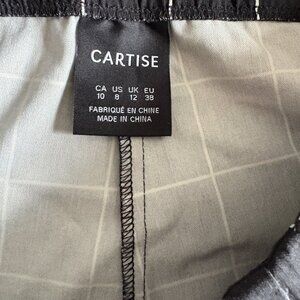 CARTISE
CA US UK EU
10 8 12 38
FABRIQUÉ EN CHINE
MADE IN CHINA